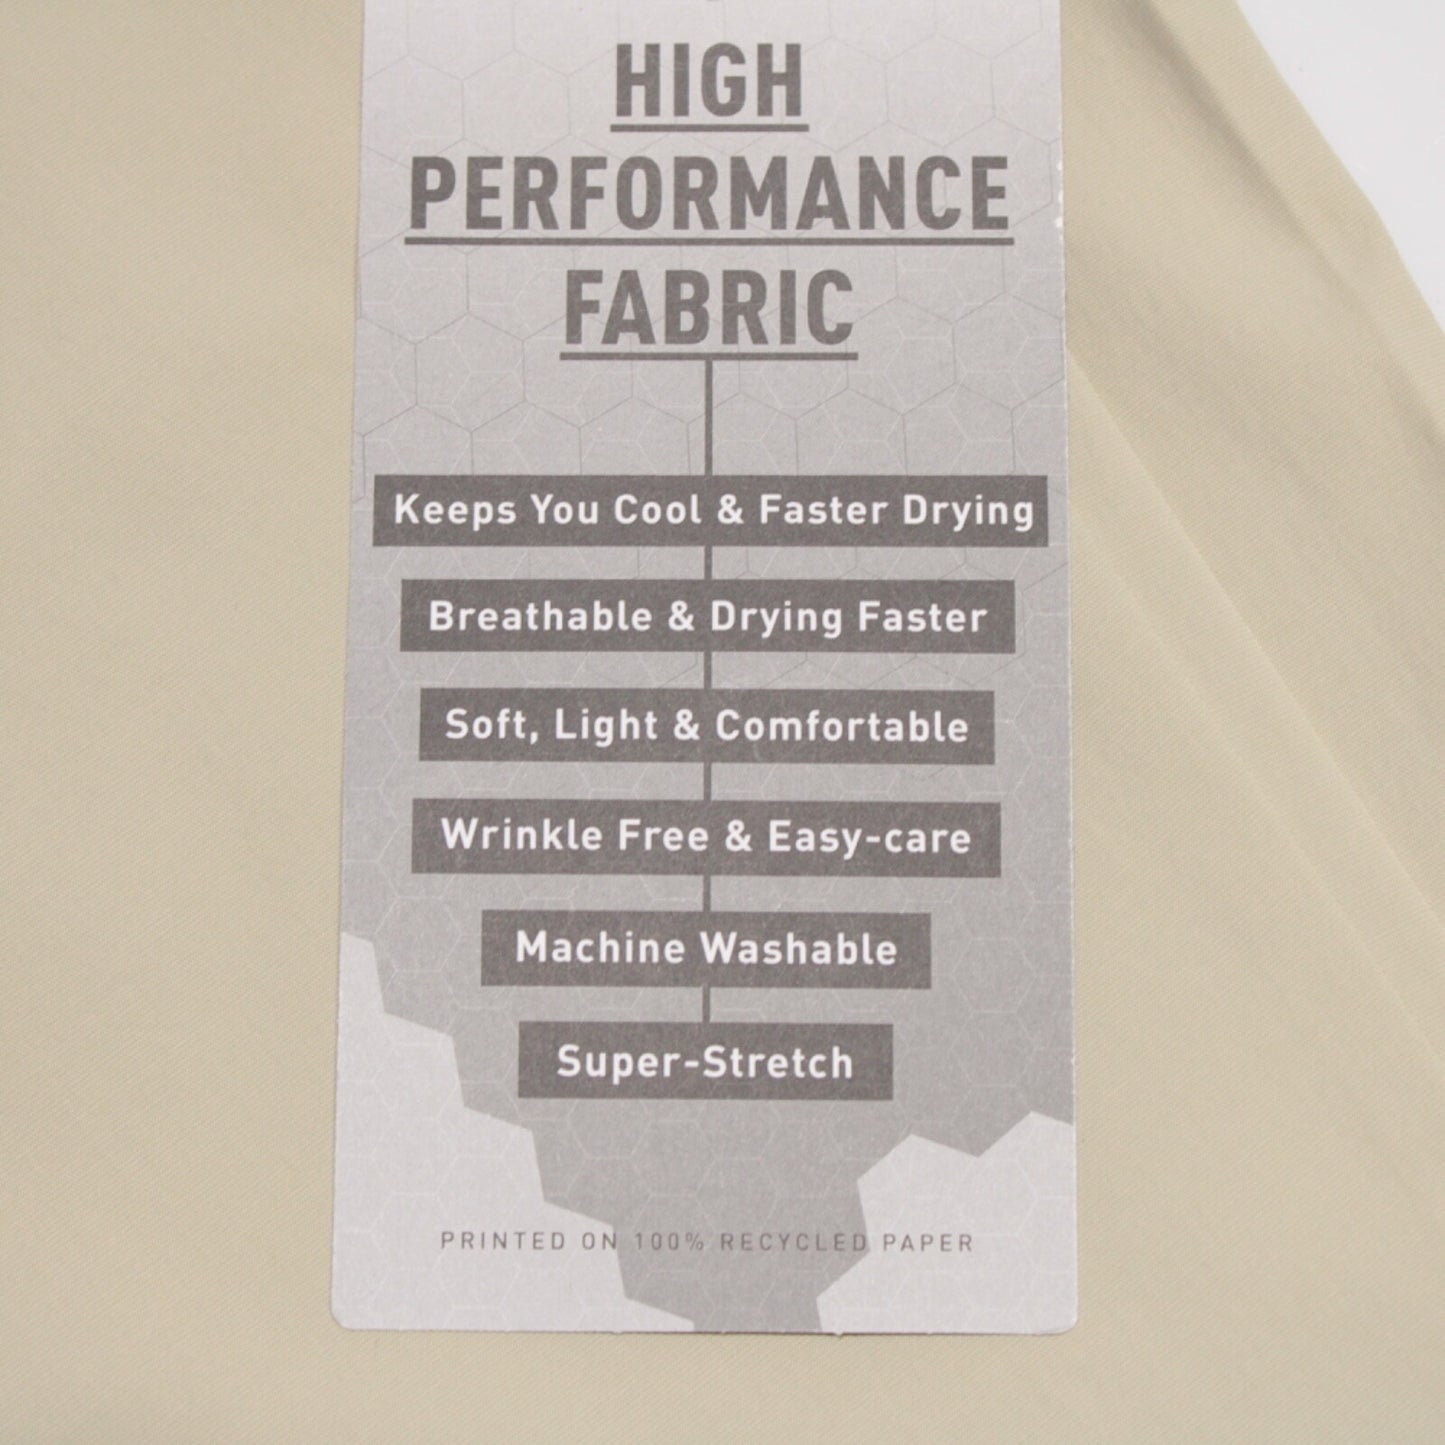 HIGH
PERFORMANCE
FABRIC
Keeps You Cool & Faster Drying
Breathable & Drying Faster
Soft, Light & Comfortable
Wrinkle Free & Easy-care
Machine Washable
Super-Stretch
PRINTED ON 100% RECYCLED PAPER